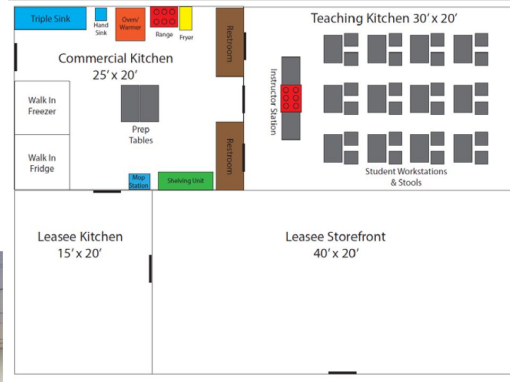 Triple Sink
Hand
Sink
Oven/
Warmer
Range
Fryer
Restroom
Teaching Kitchen 30' x 20'
Commercial Kitchen
25' x 20'
Instructor Station
Walk In
Freezer
Prep
Tables
Walk In
Fridge
Restroom
Student Workstations
& Stools
Mop
Station
Shelving Unit
Leasee Kitchen
15' x 20'
Leasee Storefront
40' x 20'